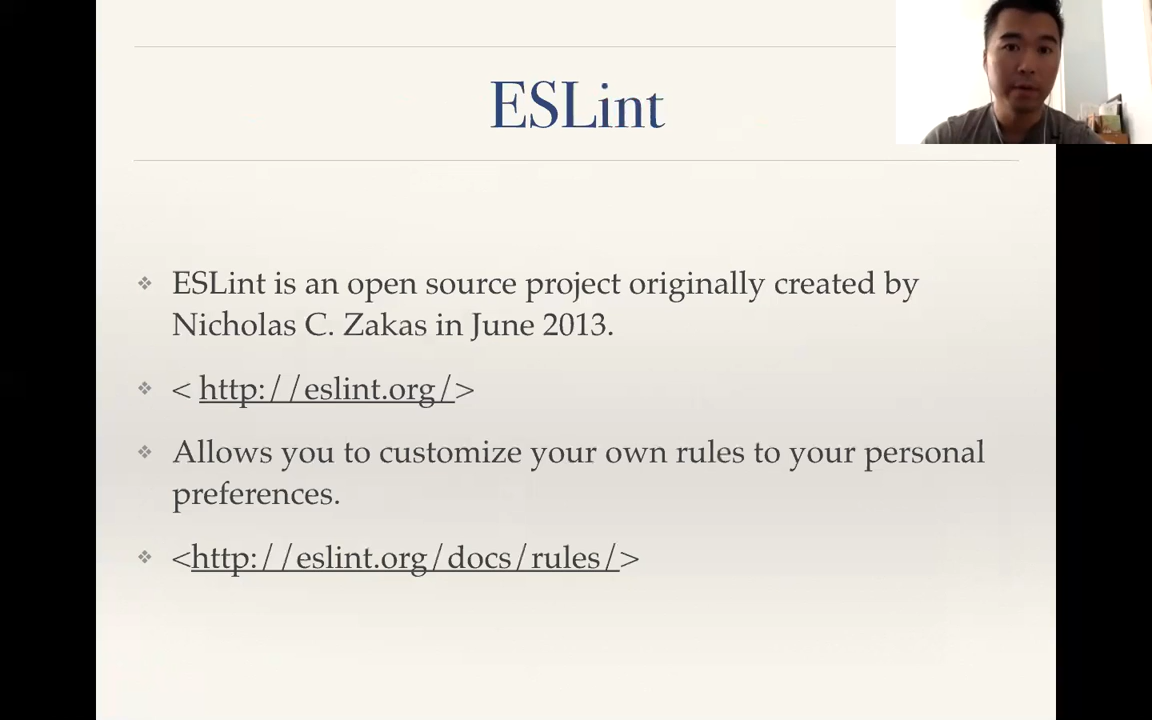 ESLint
ESLint is an open source project originally created by
Nicholas C. Zakas in June 2013.
< http://eslint.org/>
Allows you to customize your own rules to your personal
preferences.
<http://eslint.org/docs/rules/>